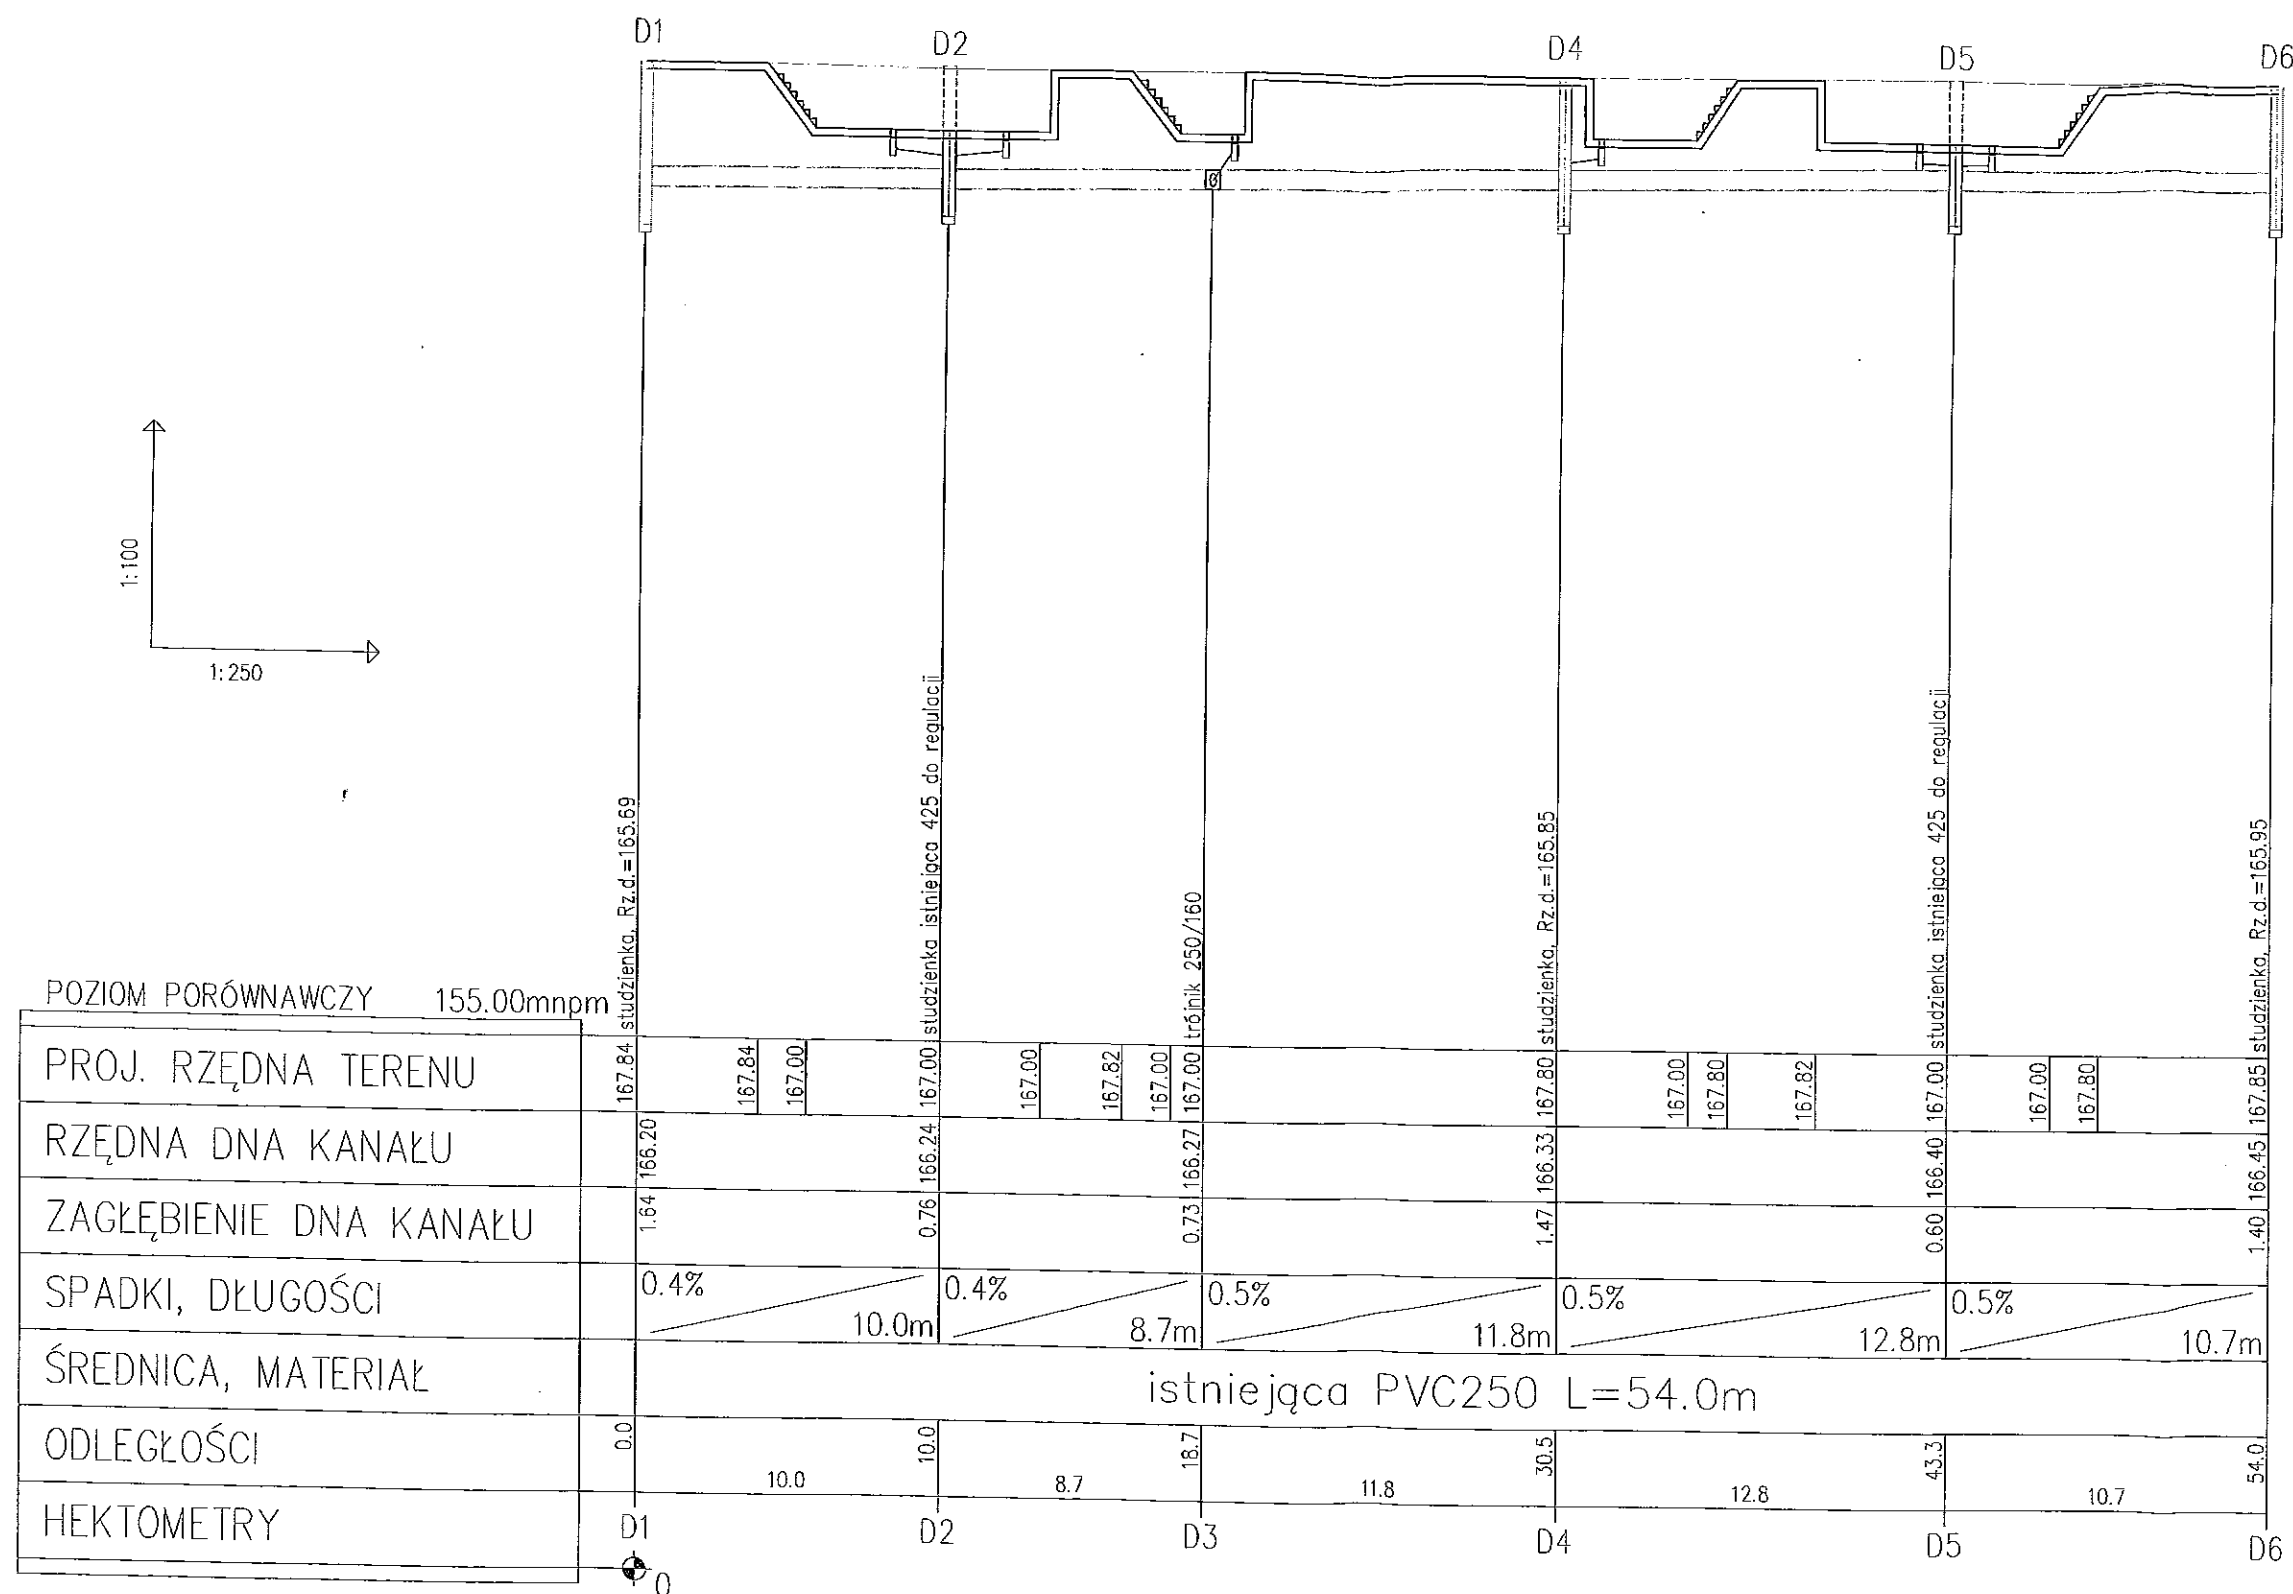 D1
D2
D4
D5
D6
1:100
1:250
studzienka, Rz.d.=165.69
studzienka istniejąca 425 do regulacji
trójnik 250/160
studzienka, Rz.d.=165.85
studzienka istniejąca 425 do regulacji
studzienka, Rz.d.=165.95
POZIOM PORÓWNAWCZY 155.00mnpm
PROJ. RZĘDNA TERENU 167.84 167.84 167.00 167.00 167.00 167.82 167.00 167.00 167.80 167.00 167.80 167.82 167.00 167.00 167.80 167.85
RZĘDNA DNA KANAŁU 166.20 166.24 166.27 166.33 166.40 166.45
ZAGŁĘBIENIE DNA KANAŁU 1.64 0.76 0.73 1.47 0.60 1.40
SPADKI, DŁUGOŚCI 0.4% 10.0m 0.4% 8.7m 0.5% 11.8m 0.5% 12.8m 0.5% 10.7m
ŚREDNICA, MATERIAŁ istniejąca PVC250 L=54.0m
ODLEGŁOŚCI 0.0 10.0 10.0 8.7 18.7 11.8 30.5 12.8 43.3 10.7 54.0
HEKTOMETRY D1 D2 D3 D4 D5 D6
0